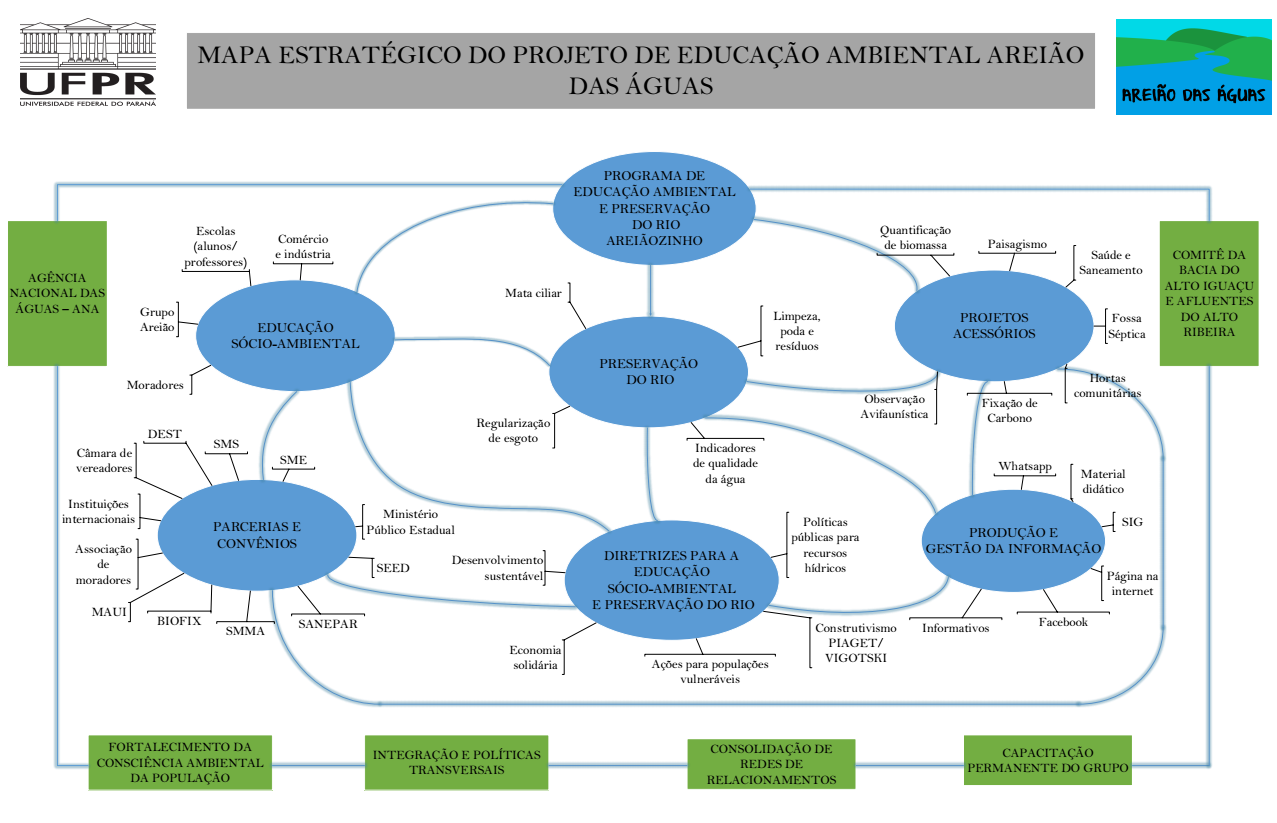 UFPR
UNIVERSIDADE FEDERAL DO PARANÁ
MAPA ESTRATÉGICO DO PROJETO DE EDUCAÇÃO AMBIENTAL AREIÃO
DAS ÁGUAS
AREIÃO DAS ÁGUAS
PROGRAMA DE
EDUCAÇÃO AMBIENTAL
E PRESERVAÇÃO
DO RIO
AREIÃOZINHO
AGÊNCIA
NACIONAL DAS
ÁGUAS – ANA
COMITÊ DA
BACIA DO
ALTO IGUAÇU
E AFLUENTES
DO ALTO
RIBEIRA
Escolas
(alunos/
professores)
Comércio
e indústria
Grupo
Areião
Moradores
EDUCAÇÃO
SÓCIO-AMBIENTAL
Mata ciliar
Limpeza,
poda e
resíduos
PRESERVAÇÃO
DO RIO
Regularização
de esgoto
Indicadores
de qualidade
da água
Quantificação
de biomassa
Paisagismo
Saúde e
Saneamento
Fossa
Séptica
PROJETOS
ACESSÓRIOS
Hortas
comunitárias
Observação
Avifaunística
Fixação de
Carbono
DEST
SMS
SME
Câmara de
vereadores
Instituições
internacionais
Associação
de
moradores
MAUI
BIOFIX
SMMA
SANEPAR
SEED
Ministério
Público Estadual
PARCERIAS E
CONVÊNIOS
Desenvolvimento
sustentável
Políticas
públicas para
recursos
hídricos
DIRETRIZES PARA A
EDUCAÇÃO
SÓCIO-AMBIENTAL
E PRESERVAÇÃO DO RIO
Economia
solidária
Ações para populações
vulneráveis
Construtivismo
PIAGET/
VIGOTSKI
Whatsapp
Material
didático
SIG
Página na
internet
PRODUÇÃO E
GESTÃO DA INFORMAÇÃO
Informativos
Facebook
FORTALECIMENTO DA
CONSCIÊNCIA AMBIENTAL
DA POPULAÇÃO
INTEGRAÇÃO E POLÍTICAS
TRANSVERSAIS
CONSOLIDAÇÃO DE
REDES DE
RELACIONAMENTOS
CAPACITAÇÃO
PERMANENTE DO GRUPO